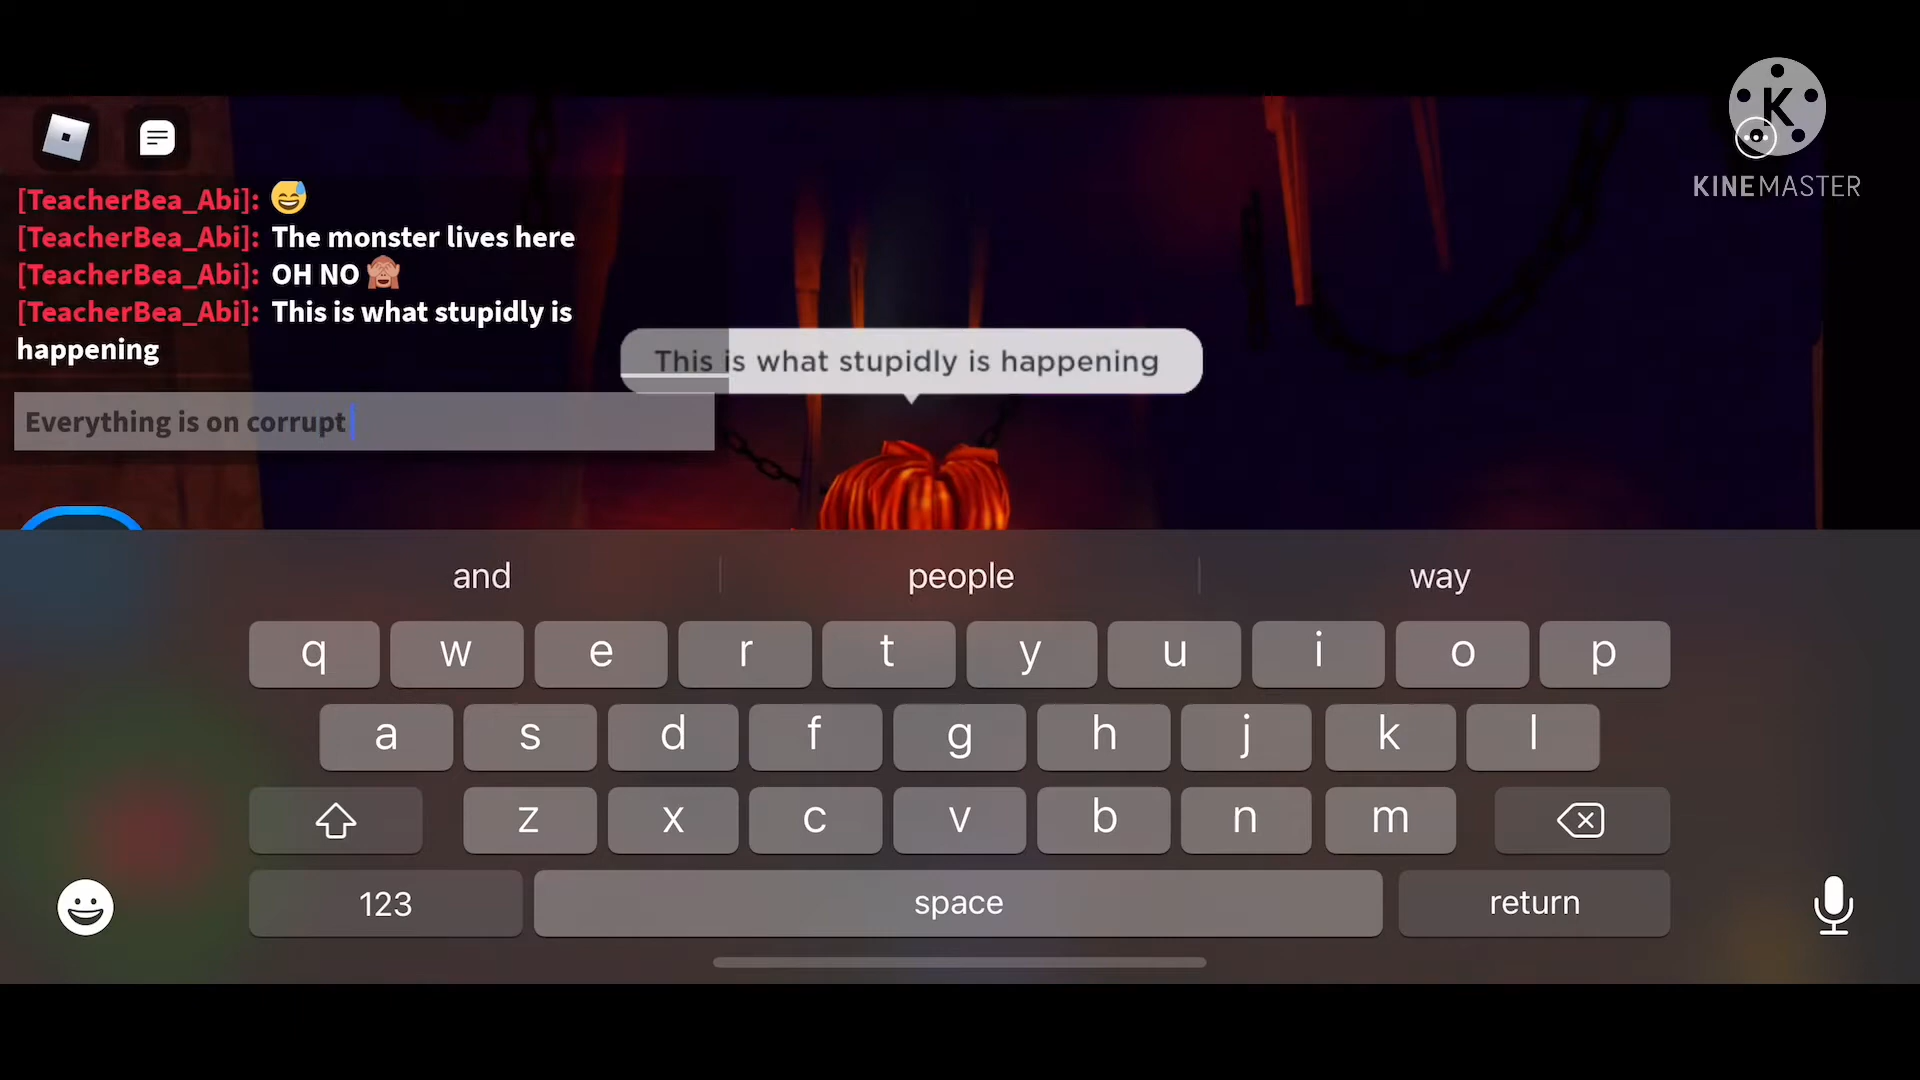 K
KINEMASTER
[TeacherBea_Abi]: 😅
[TeacherBea_Abi]: The monster lives here
[TeacherBea_Abi]: OH NO 🙈
[TeacherBea_Abi]: This is what stupidly is
happening
This is what stupidly is happening
Everything is on corrupt
and people way
q w e r t y u i o p
a s d f g h j k l
z x c v b n m
123 space return